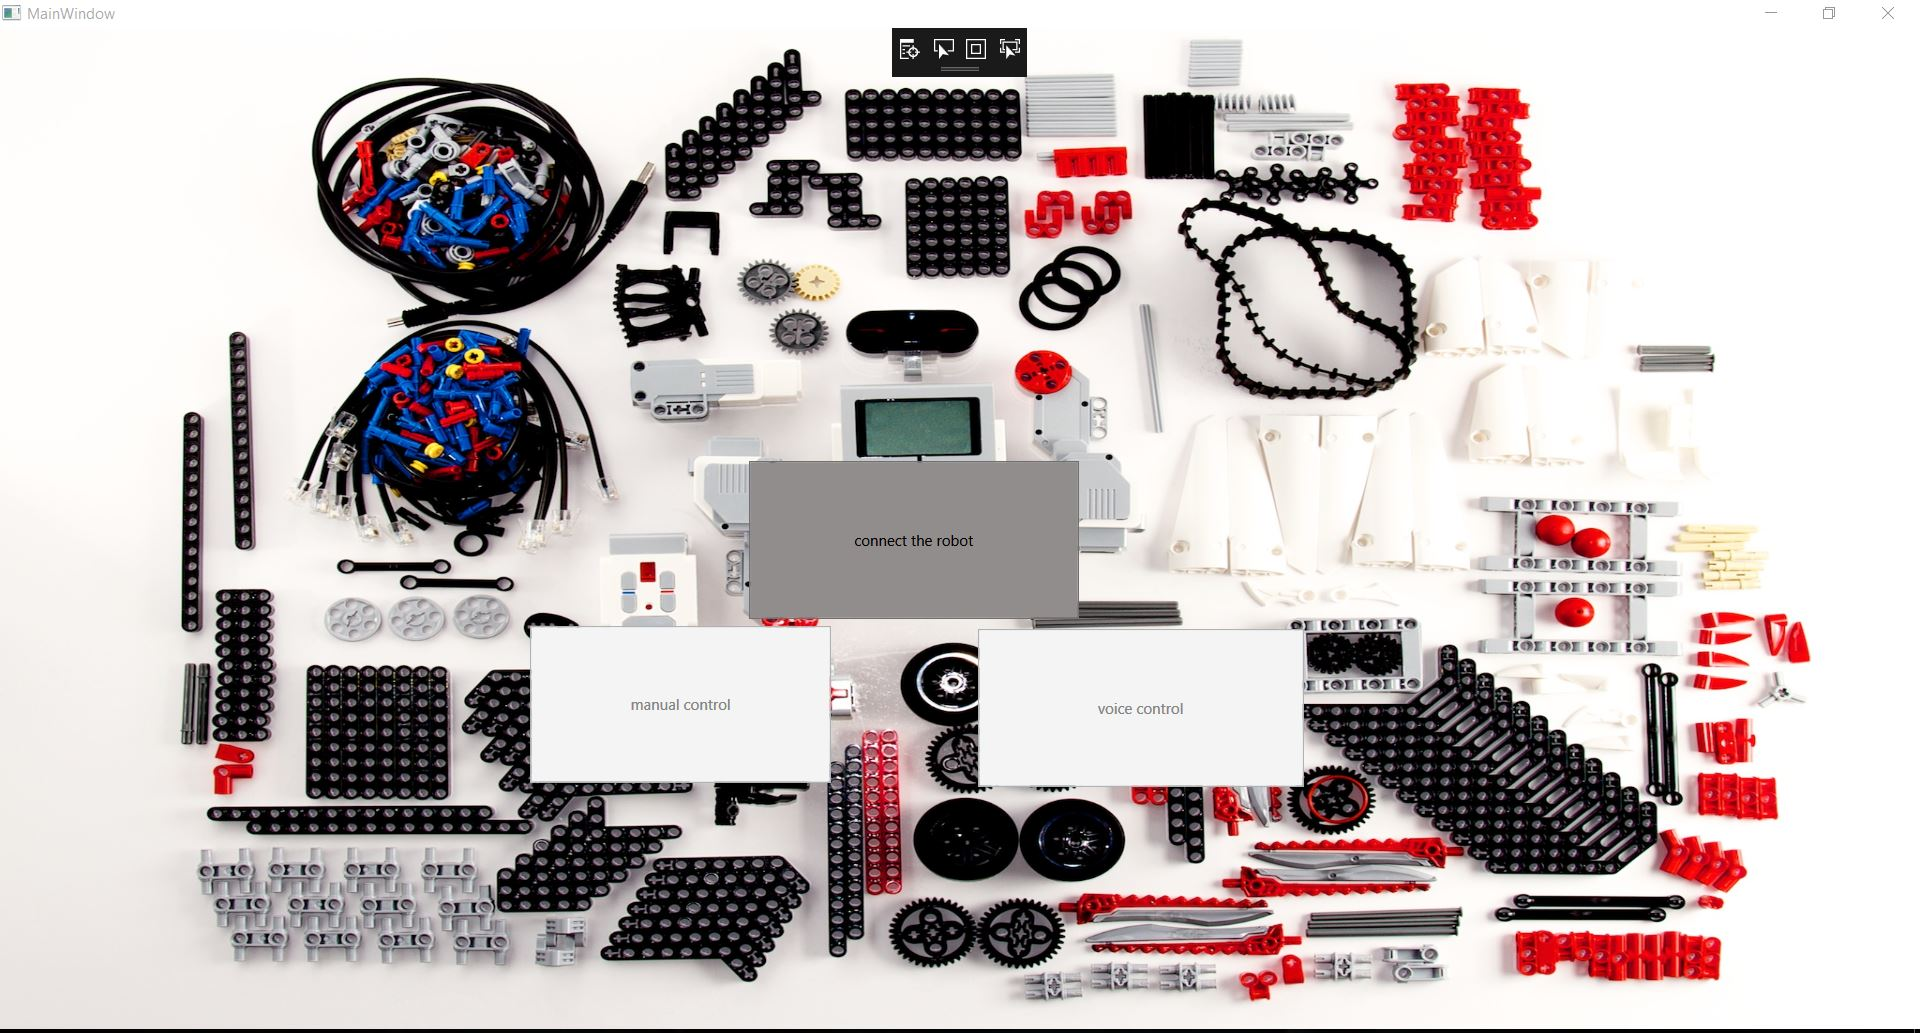 MainWindow
connect the robot
manual control
voice control